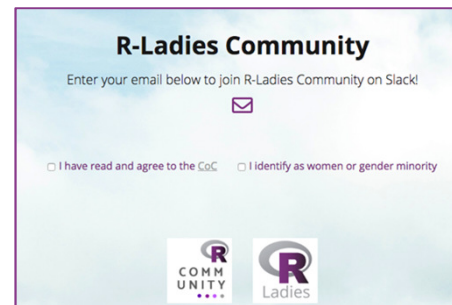 R-Ladies Community
Enter your email below to join R-Ladies Community on Slack!
I have read and agree to the CoC I identify as women or gender minority
R
COMM
UNITY
R
Ladies